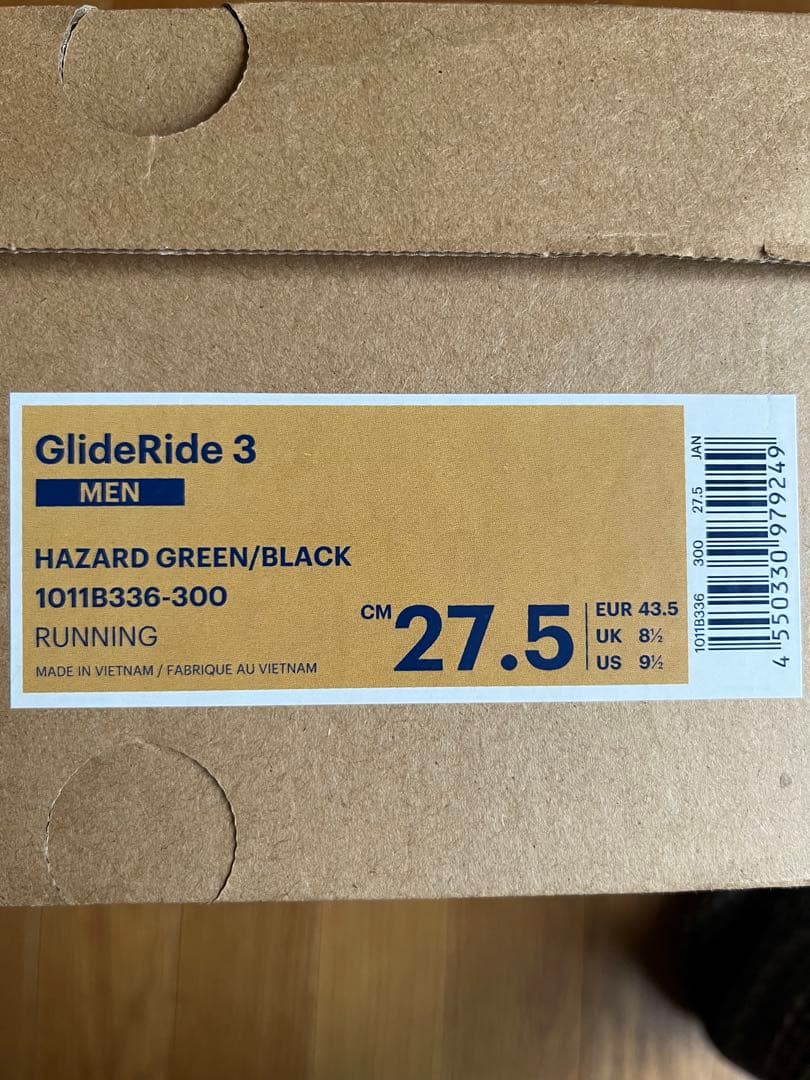 GlideRide 3
MEN
HAZARD GREEN/BLACK
1011B336-300
RUNNING
MADE IN VIETNAM / FABRIQUE AU VIETNAM
CM 27.5
EUR 43.5
UK 8½
US 9½
1011B336 300 27.5 JAN
4 550330 979249